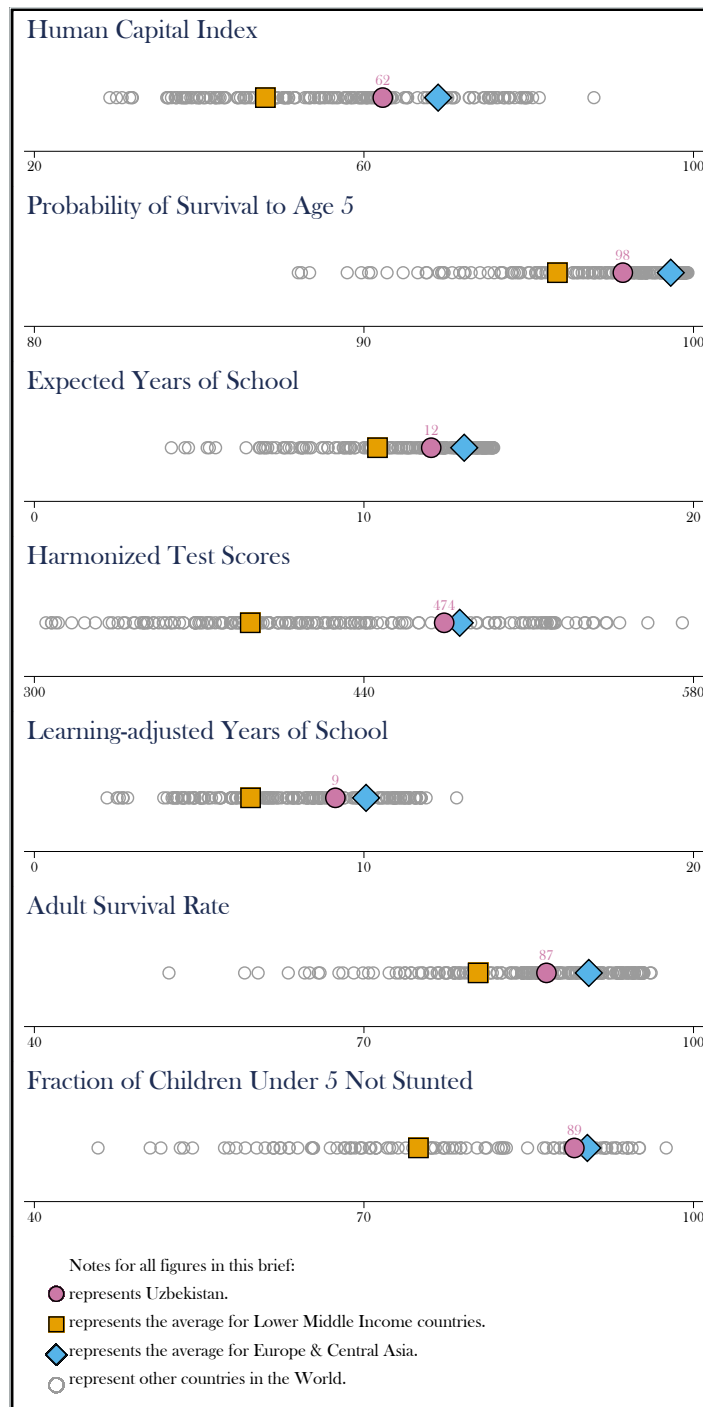 Human Capital Index
62
20 60 100
Probability of Survival to Age 5
98
80 90 100
Expected Years of School
12
0 10 20
Harmonized Test Scores
474
300 440 580
Learning-adjusted Years of School
9
0 10 20
Adult Survival Rate
87
40 70 100
Fraction of Children Under 5 Not Stunted
89
40 70 100
Notes for all figures in this brief:
represents Uzbekistan.
represents the average for Lower Middle Income countries.
represents the average for Europe & Central Asia.
represent other countries in the World.